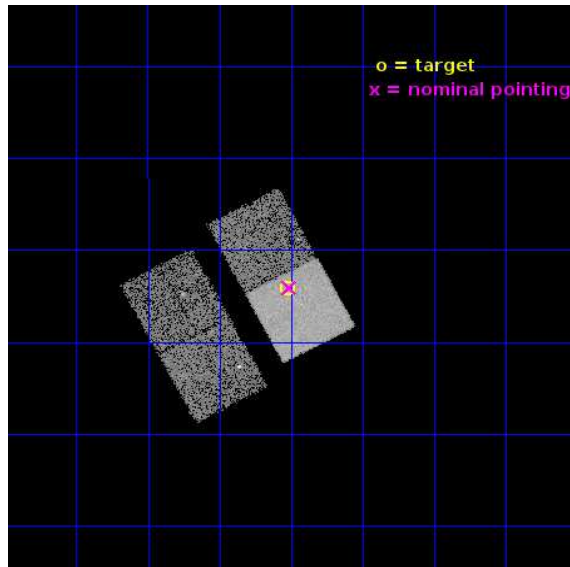 o = target
x = nominal pointing